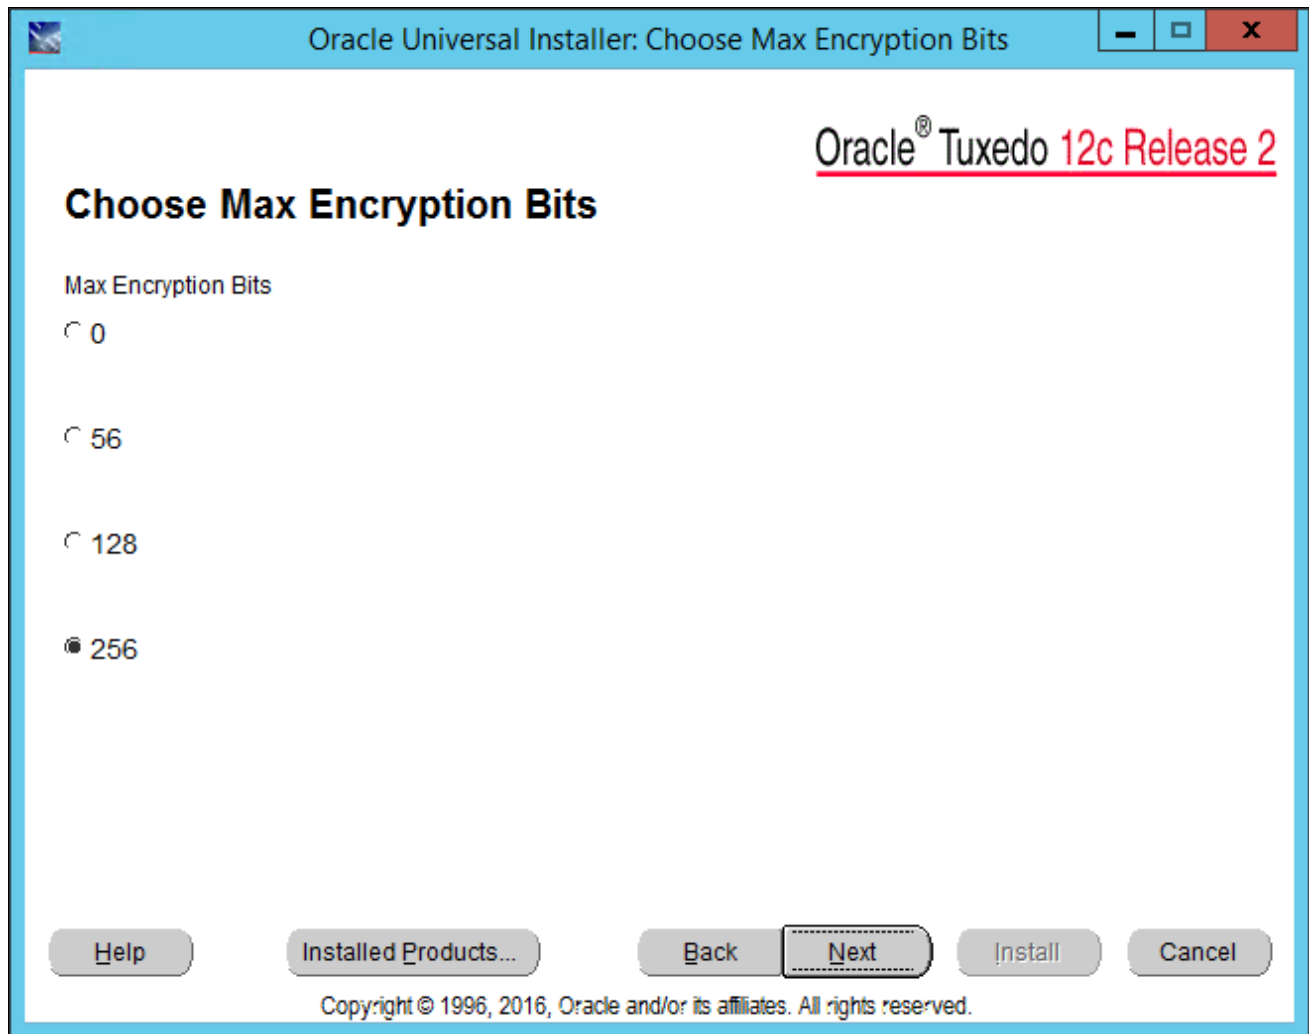 Oracle Universal Installer: Choose Max Encryption Bits
Oracle® Tuxedo 12c Release 2
Choose Max Encryption Bits
Max Encryption Bits
0
56
128
256
Help Installed Products... Back Next Install Cancel
Copyright © 1996, 2016, Oracle and/or its affiliates. All rights reserved.